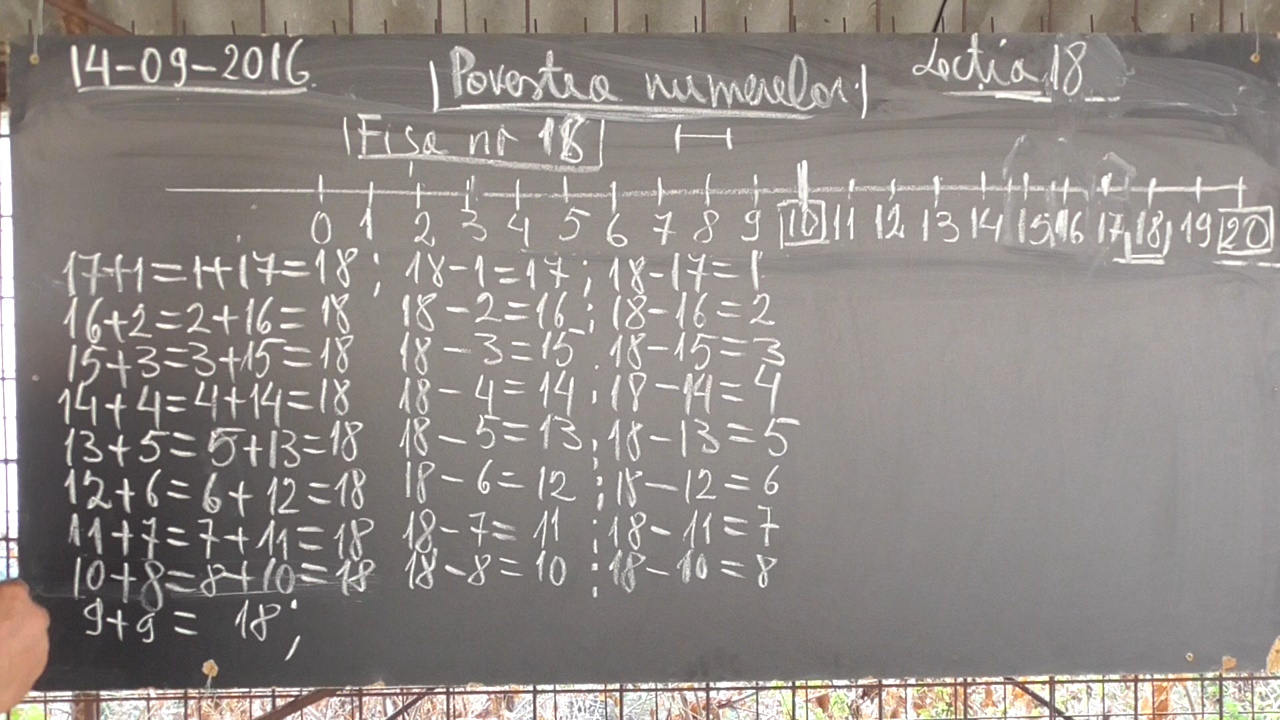 14-09-2016. |Povestea numerelor.| Lectia 18
|Fisa nr 18|
0 1 2 3 4 5 6 7 8 9 10 11 12 13 14 15 16 17 18 19 20
17+1=1+17=18; 18-1=17; 18-17=1
16+2=2+16=18 18-2=16; 18-16=2
15+3=3+15=18 18-3=15 18-15=3
14+4=4+14=18 18-4=14; 18-14=4
13+5=5+13=18 18-5=13; 18-13=5
12+6=6+12=18 18-6=12; 18-12=6
11+7=7+11=18 18-7=11; 18-11=7
10+8=8+10=18 18-8=10; 18-10=8
9+9= 18;